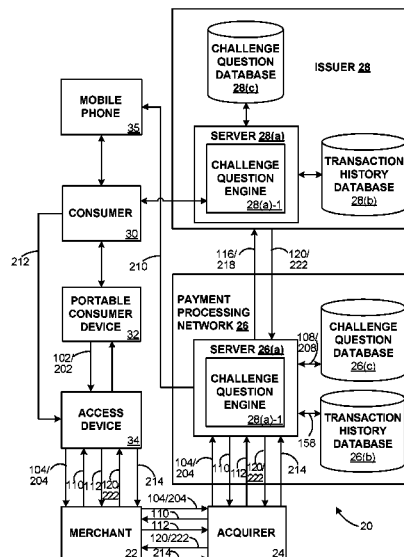 CHALLENGE
QUESTION
DATABASE
28(c)
ISSUER 28
MOBILE
PHONE
35
SERVER 28(a)
CHALLENGE
QUESTION
ENGINE
28(a)-1
TRANSACTION
HISTORY
DATABASE
28(b)
CONSUMER
30
212
210
116/
218
120/
222
PORTABLE
CONSUMER
DEVICE
32
PAYMENT
PROCESSING
NETWORK 26
SERVER 26(a)
CHALLENGE
QUESTION
ENGINE
28(a)-1
108/
208
CHALLENGE
QUESTION
DATABASE
26(c)
102/
202
ACCESS
DEVICE
34
158
TRANSACTION
HISTORY
DATABASE
26(b)
104/
204
110
112
120/
222
214
104/
204
110
112
120/
222
214
104/204
110
112
120/222
214
MERCHANT
22
ACQUIRER
24
20